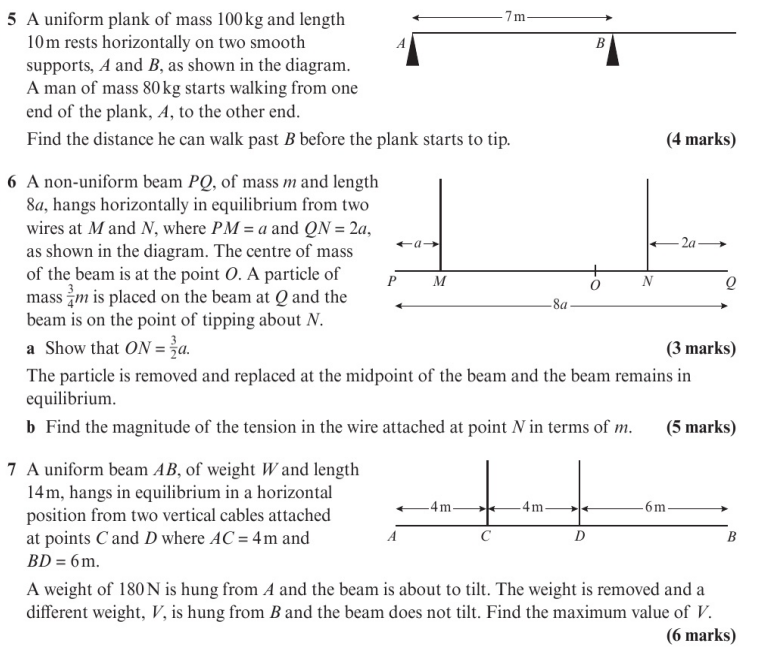 5 A uniform plank of mass 100 kg and length
10 m rests horizontally on two smooth
supports, A and B, as shown in the diagram.
A man of mass 80 kg starts walking from one
end of the plank, A, to the other end.
7 m
A
B
Find the distance he can walk past B before the plank starts to tip. (4 marks)
6 A non-uniform beam PQ, of mass m and length
8a, hangs horizontally in equilibrium from two
wires at M and N, where PM = a and QN = 2a,
as shown in the diagram. The centre of mass
of the beam is at the point O. A particle of
mass 3/4 m is placed on the beam at Q and the
beam is on the point of tipping about N.
a
2a
P M O N Q
8a
a Show that ON = 3/2 a. (3 marks)
The particle is removed and replaced at the midpoint of the beam and the beam remains in
equilibrium.
b Find the magnitude of the tension in the wire attached at point N in terms of m. (5 marks)
7 A uniform beam AB, of weight W and length
14 m, hangs in equilibrium in a horizontal
position from two vertical cables attached
at points C and D where AC = 4 m and
BD = 6 m.
4 m 4 m 6 m
A C D B
A weight of 180 N is hung from A and the beam is about to tilt. The weight is removed and a
different weight, V, is hung from B and the beam does not tilt. Find the maximum value of V.
(6 marks)